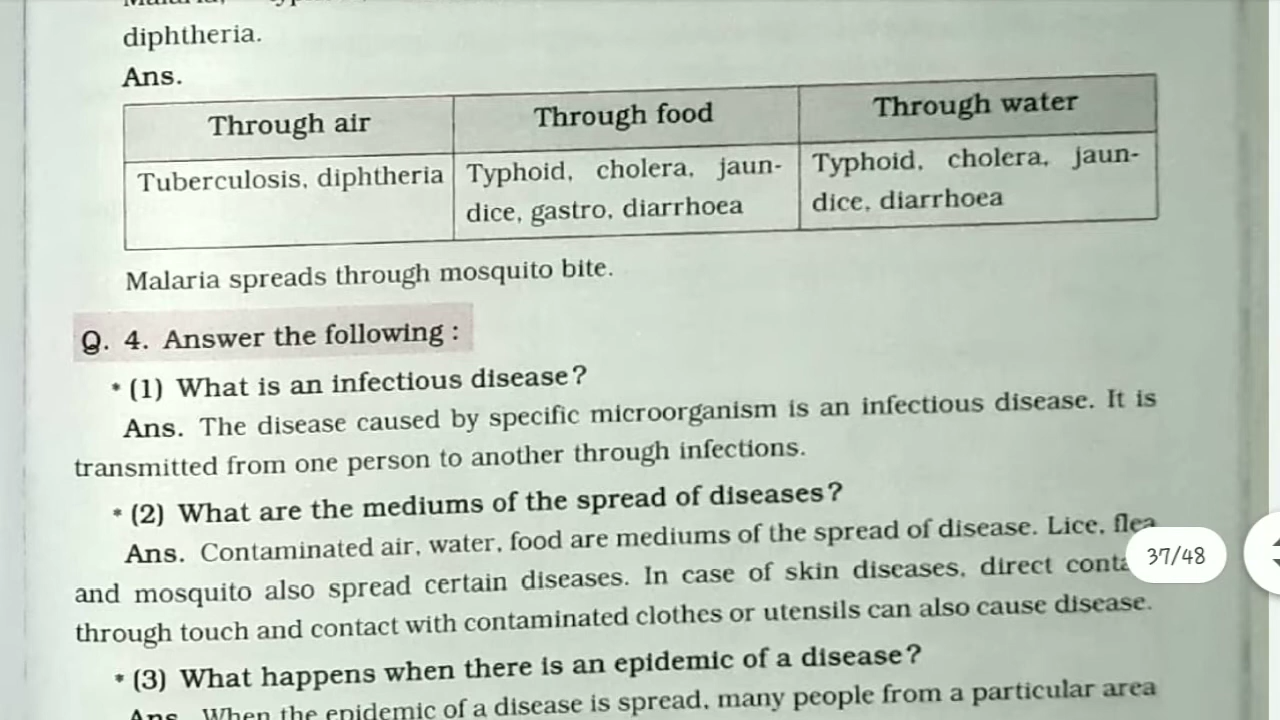 diphtheria.
Ans.
Through air Through food Through water
Tuberculosis, diphtheria Typhoid, cholera, jaun- Typhoid, cholera, jaun-
dice, gastro, diarrhoea dice, diarrhoea
Malaria spreads through mosquito bite.
Q. 4. Answer the following :
* (1) What is an infectious disease?
Ans. The disease caused by specific microorganism is an infectious disease. It is
transmitted from one person to another through infections.
* (2) What are the mediums of the spread of diseases?
Ans. Contaminated air, water, food are mediums of the spread of disease. Lice, flea
37/48
and mosquito also spread certain diseases. In case of skin diseases, direct
through touch and contact with contaminated clothes or utensils can also cause disease.
* (3) What happens when there is an epidemic of a disease?
Ans. When the epidemic of a disease is spread, many people from a particular area